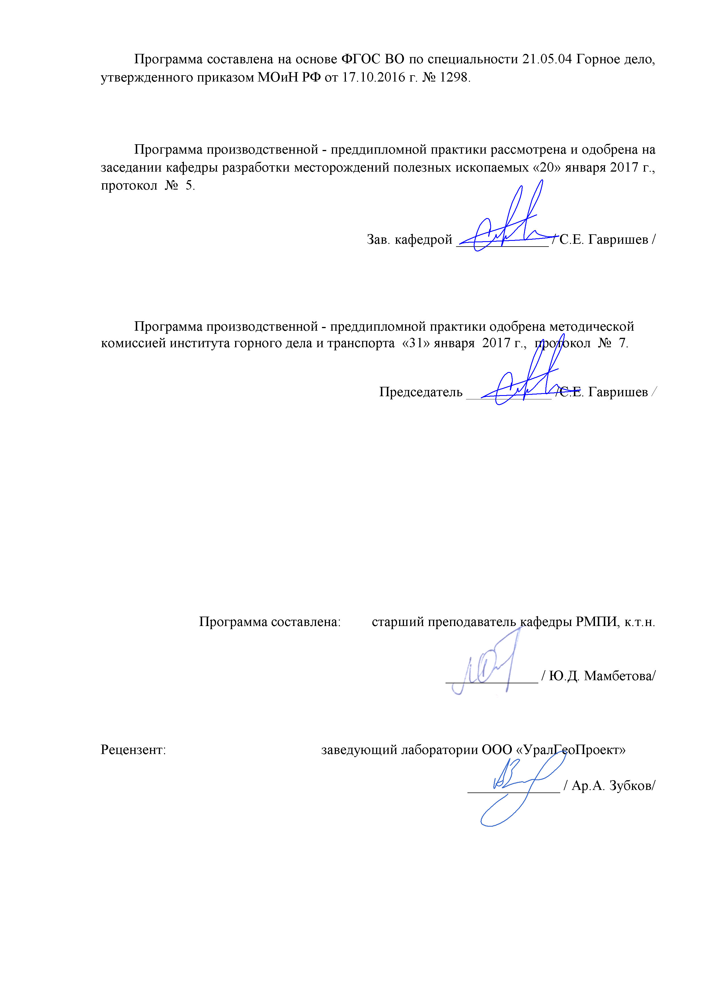 Программа составлена на основе ФГОС ВО по специальности 21.05.04 Горное дело,
утвержденного приказом МОиН РФ от 17.10.2016 г. № 1298.
Программа производственной - преддипломной практики рассмотрена и одобрена на
заседании кафедры разработки месторождений полезных ископаемых «20» января 2017 г.,
протокол № 5.
Зав. кафедрой _____________ / С.Е. Гавришев /
Программа производственной - преддипломной практики одобрена методической
комиссией института горного дела и транспорта «31» января 2017 г., протокол № 7.
Председатель ____________ /С.Е. Гавришев /
Программа составлена: старший преподаватель кафедры РМПИ, к.т.н.
_____________ / Ю.Д. Мамбетова/
Рецензент: заведующий лаборатории ООО «УралГеоПроект»
_____________ / Ар.А. Зубков/